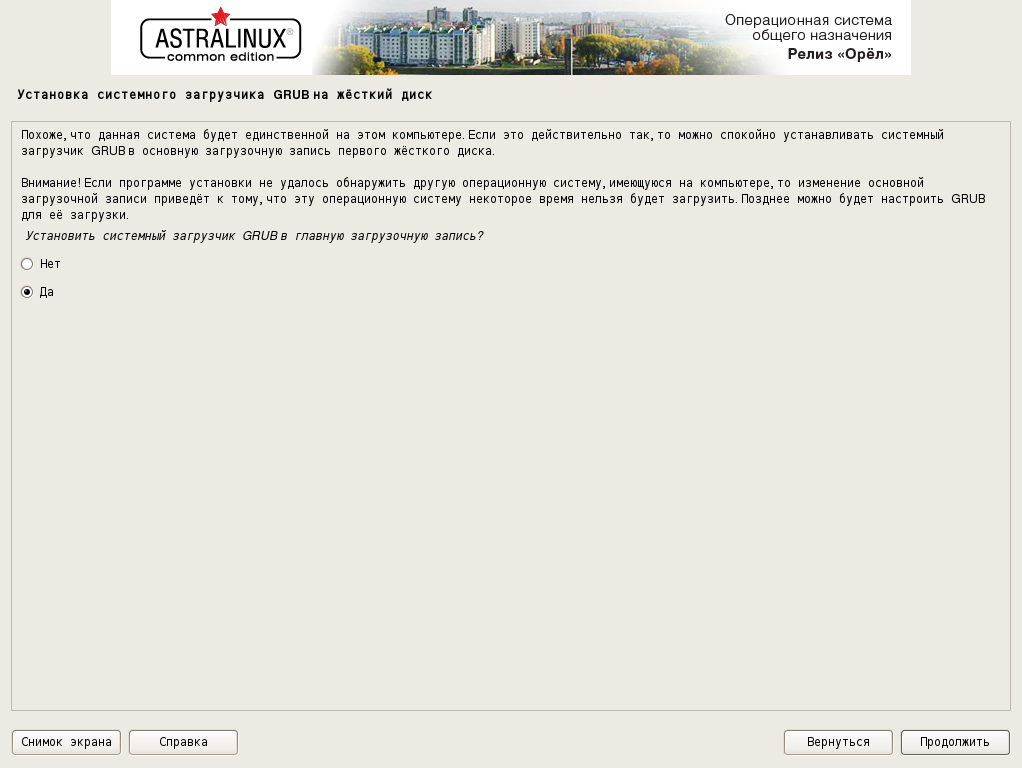 ASTRALINUX®
common edition
Операционная система
общего назначения
Релиз «Орёл»
Установка системного загрузчика GRUB на жёсткий диск
Похоже, что данная система будет единственной на этом компьютере. Если это действительно так, то можно спокойно устанавливать системный
загрузчик GRUB в основную загрузочную запись первого жёсткого диска.
Внимание! Если программе установки не удалось обнаружить другую операционную систему, имеющуюся на компьютере, то изменение основной
загрузочной записи приведёт к тому, что эту операционную систему некоторое время нельзя будет загрузить. Позднее можно будет настроить GRUB
для её загрузки.
Установить системный загрузчик GRUB в главную загрузочную запись?
Нет
Да
Снимок экрана
Справка
Вернуться
Продолжить